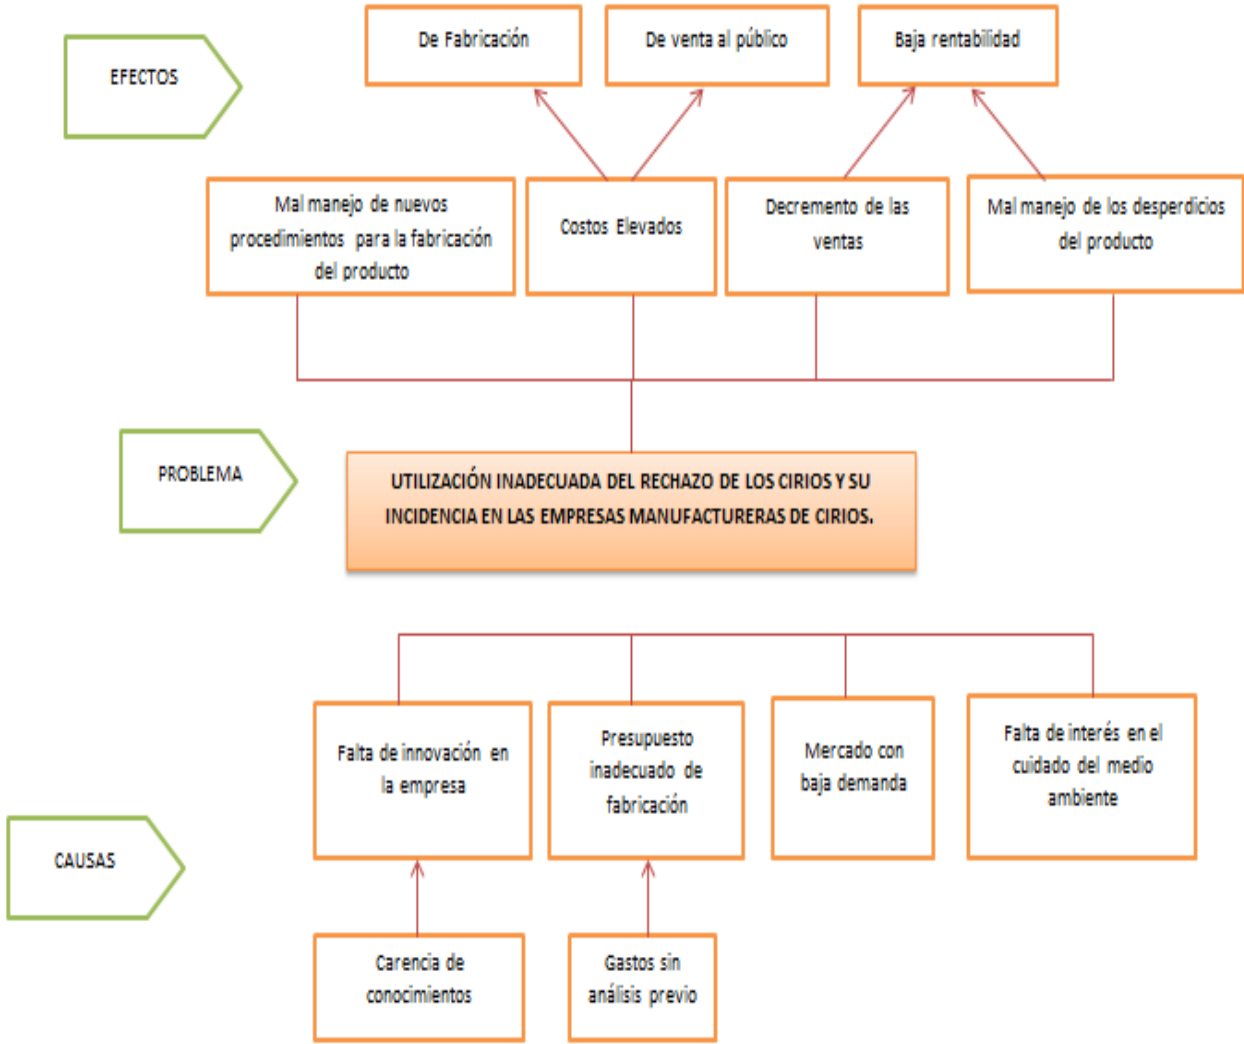 EFECTOS
De Fabricación
De venta al público
Baja rentabilidad
Mal manejo de nuevos
procedimientos para la fabricación
del producto
Costos Elevados
Decremento de las
ventas
Mal manejo de los desperdicios
del producto
PROBLEMA
UTILIZACIÓN INADECUADA DEL RECHAZO DE LOS CIRIOS Y SU
INCIDENCIA EN LAS EMPRESAS MANUFACTURERAS DE CIRIOS.
CAUSAS
Falta de innovación en
la empresa
Presupuesto
inadecuado de
fabricación
Mercado con
baja demanda
Falta de interés en el
cuidado del medio
ambiente
Carencia de
conocimientos
Gastos sin
análisis previo